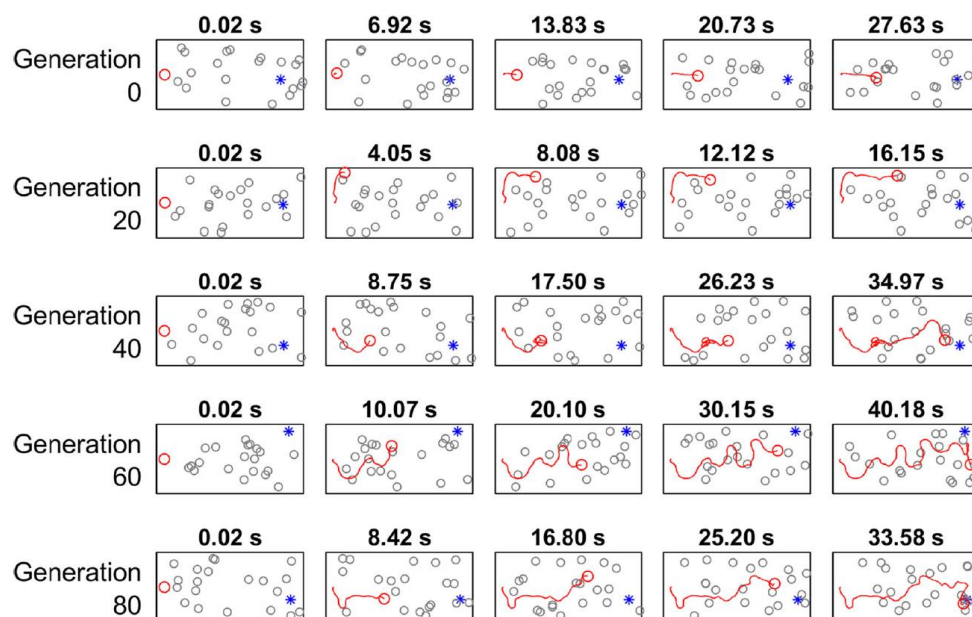 0.02 s 6.92 s 13.83 s 20.73 s 27.63 s
Generation
0
0.02 s 4.05 s 8.08 s 12.12 s 16.15 s
Generation
20
0.02 s 8.75 s 17.50 s 26.23 s 34.97 s
Generation
40
0.02 s 10.07 s 20.10 s 30.15 s 40.18 s
Generation
60
0.02 s 8.42 s 16.80 s 25.20 s 33.58 s
Generation
80